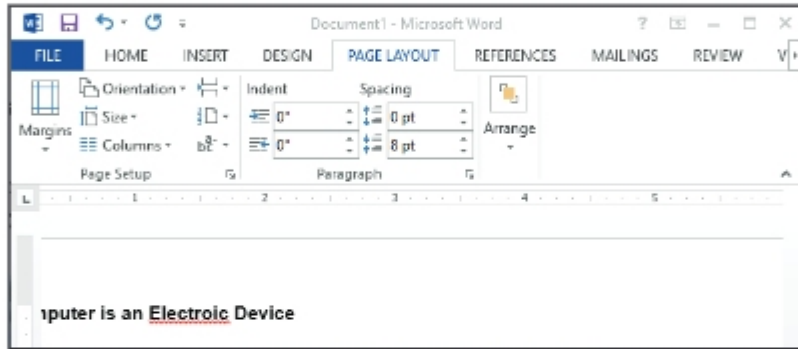 Document1 - Microsoft Word ?
FILE HOME INSERT DESIGN PAGE LAYOUT REFERENCES MAILINGS REVIEW V
Orientation Indent Spacing
Margins Size 0" 0 pt Arrange
Columns 0" 8 pt
Page Setup Paragraph
L 1 2 3 4 5
mputer is an Electroic Device